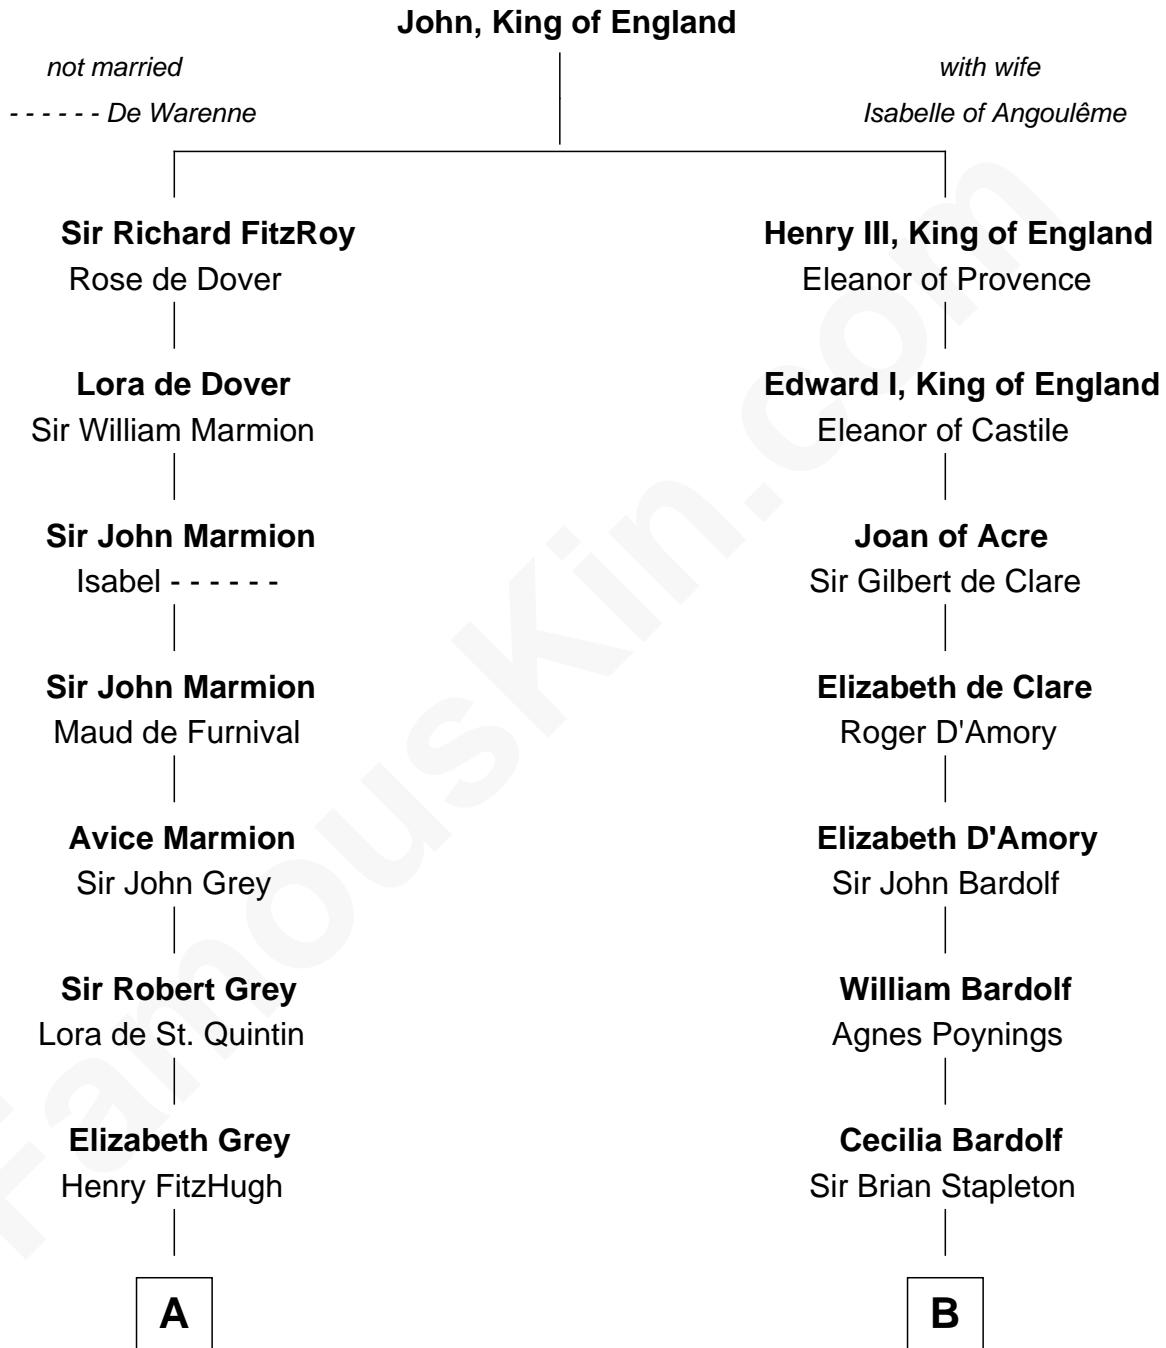 John, King of England
not married
- - - - - - De Warenne
with wife
Isabelle of Angoulême
Sir Richard FitzRoy
Rose de Dover
Lora de Dover
Sir William Marmion
Sir John Marmion
Isabel - - - - - -
Sir John Marmion
Maud de Furnival
Avice Marmion
Sir John Grey
Sir Robert Grey
Lora de St. Quintin
Elizabeth Grey
Henry FitzHugh
A
Henry III, King of England
Eleanor of Provence
Edward I, King of England
Eleanor of Castile
Joan of Acre
Sir Gilbert de Clare
Elizabeth de Clare
Roger D'Amory
Elizabeth D'Amory
Sir John Bardolf
William Bardolf
Agnes Poynings
Cecilia Bardolf
Sir Brian Stapleton
B
FamousKin.com